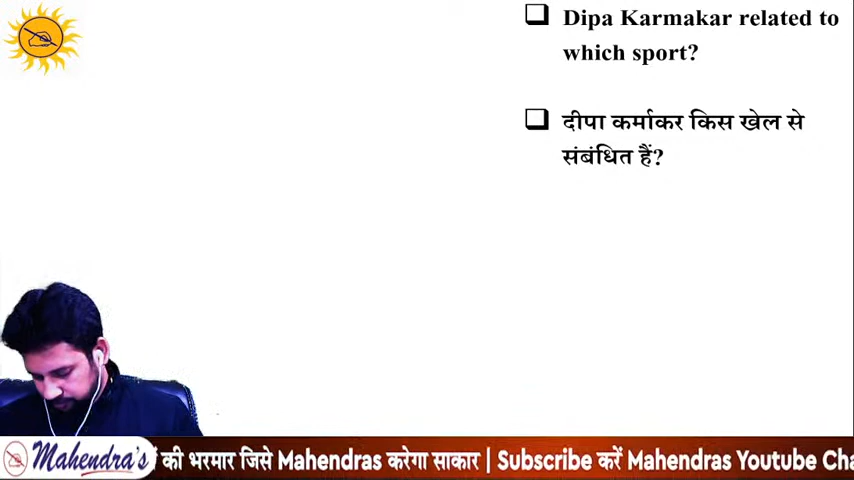 Dipa Karmakar related to
which sport?
दीपा कर्माकर किस खेल से
संबंधित हैं?
Mahendra's
की भरमार जिसे Mahendras करेगा साकार | Subscribe करें Mahendras Youtube Cha